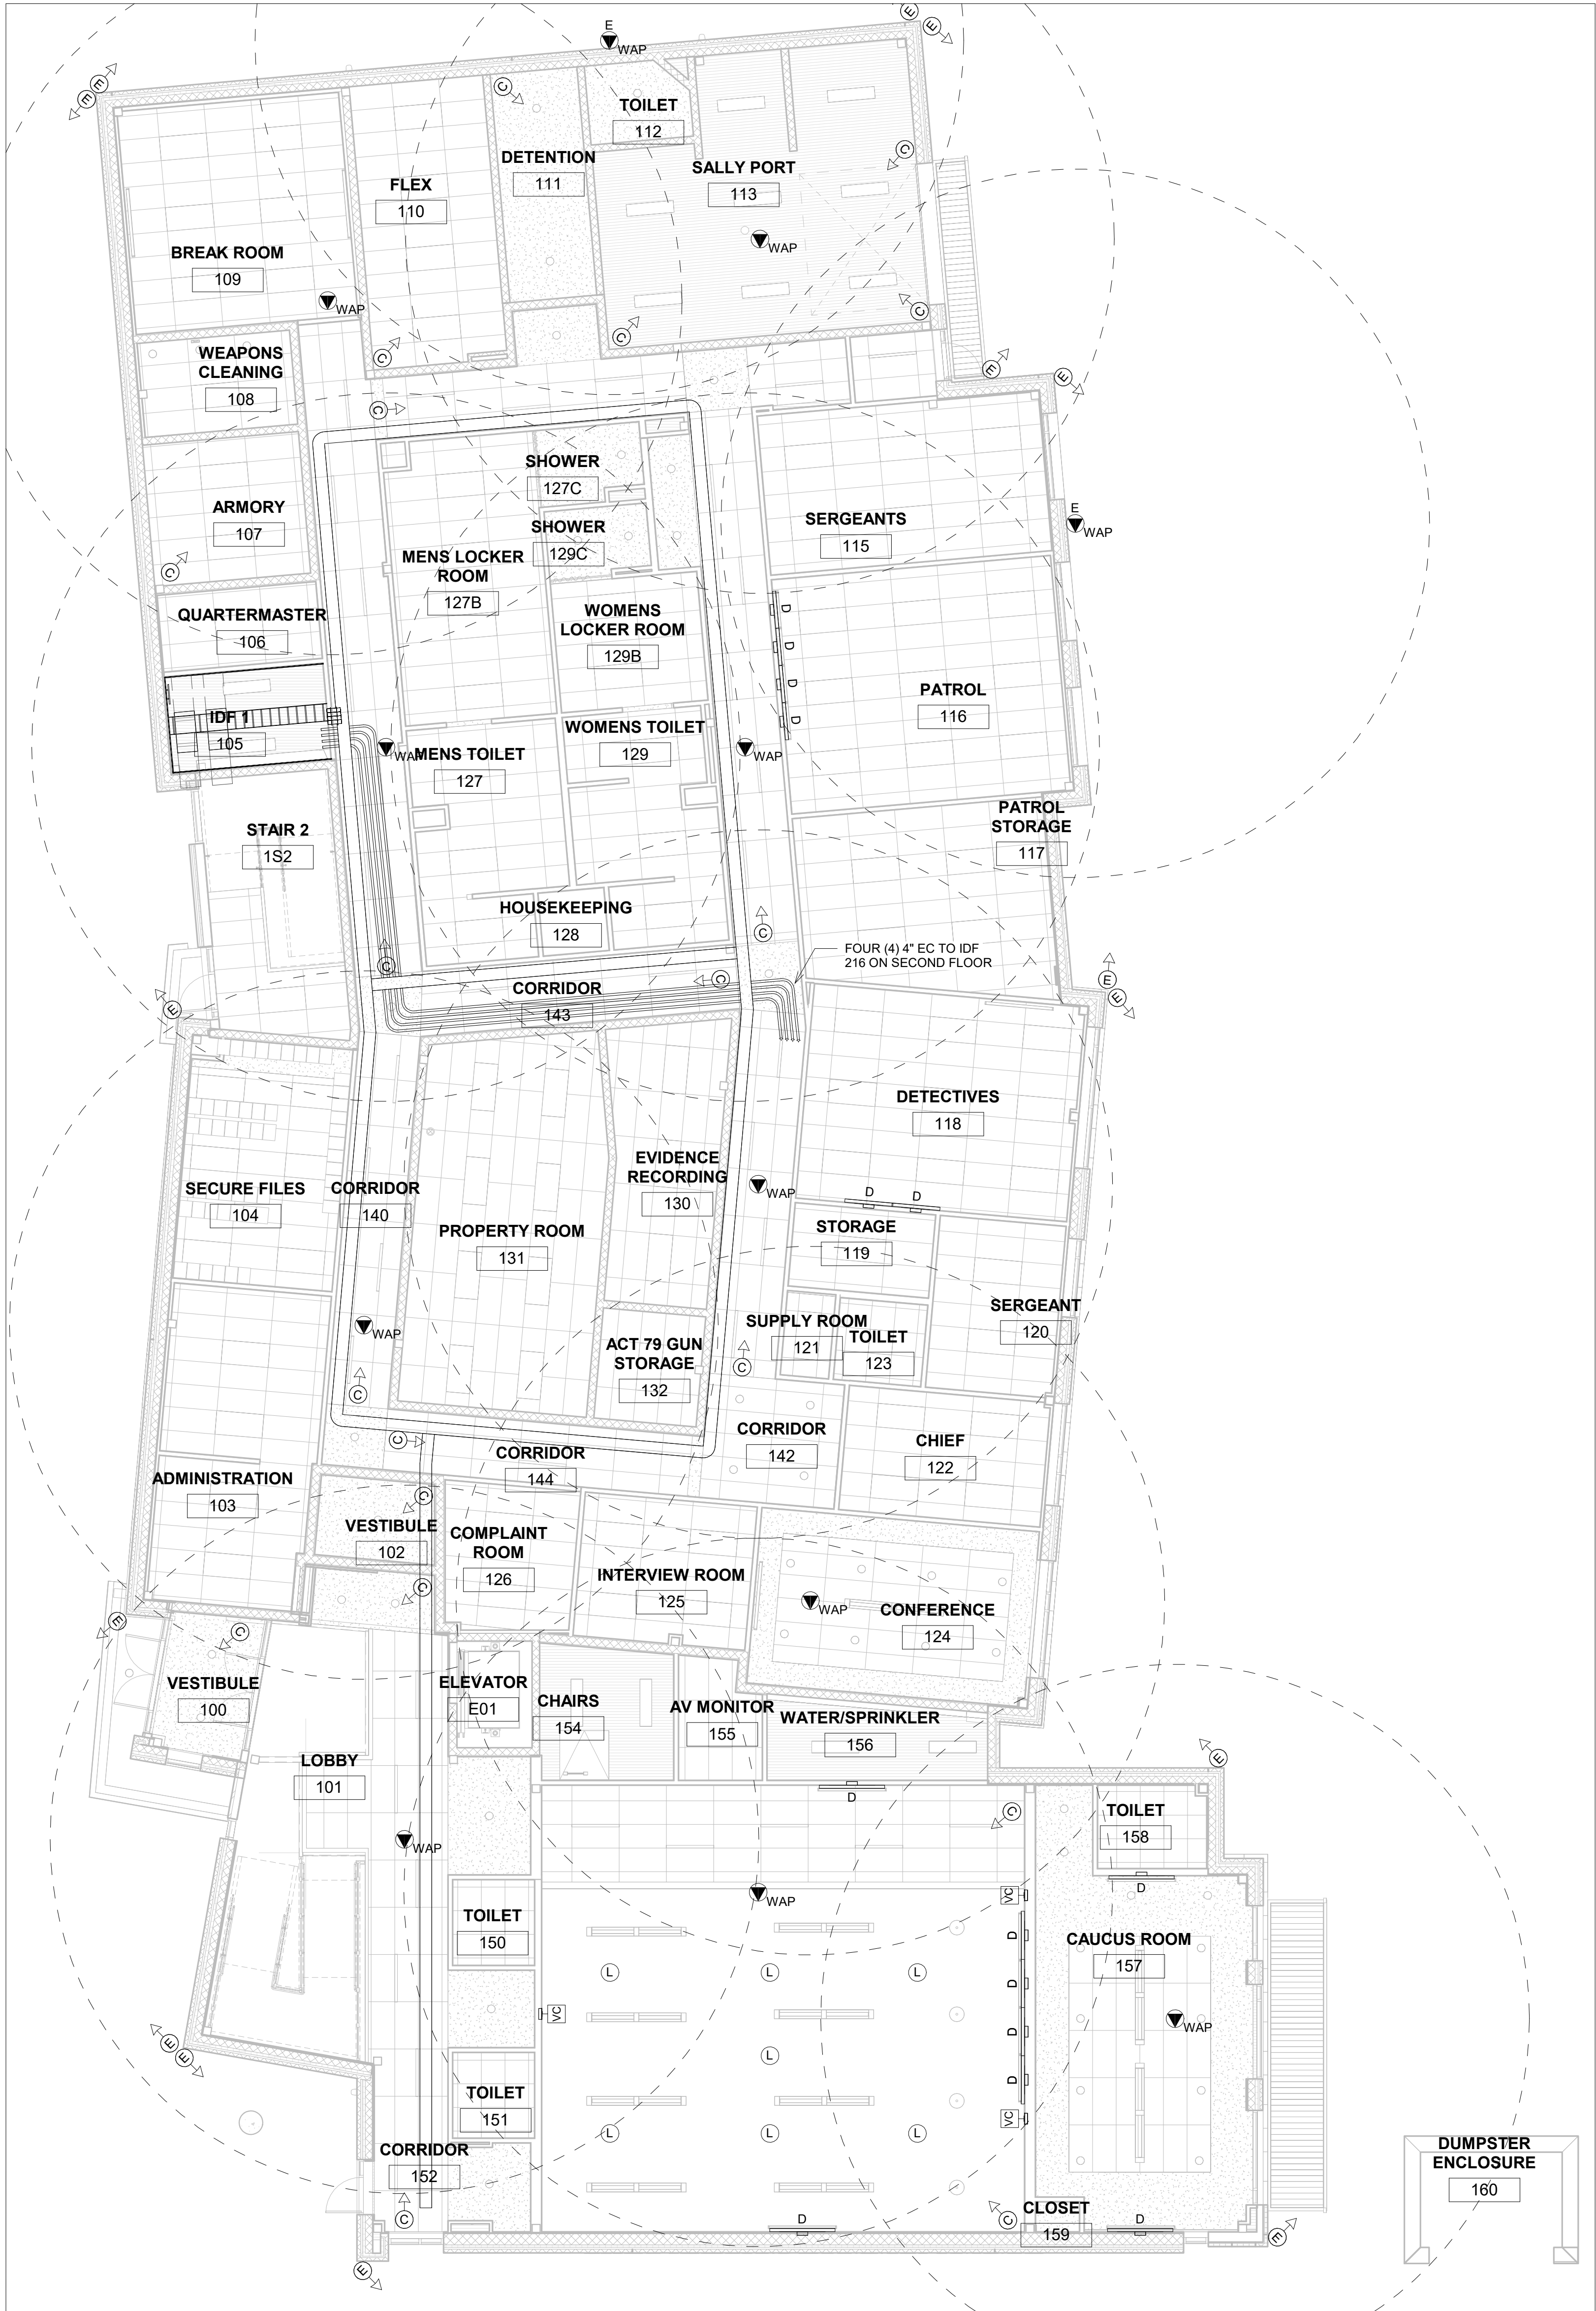 E
E
E
E
WAP
E
E
C
TOILET
112
C
DETENTION
111
SALLY PORT
113
FLEX
110
WAP
BREAK ROOM
109
WAP
C
C
C
WEAPONS
CLEANING
108
E
E
C
SHOWER
127C
ARMORY
107
SERGEANTS
115
E
WAP
SHOWER
129C
MENS LOCKER
ROOM
127B
C
QUARTERMASTER
106
WOMENS
LOCKER ROOM
129B
D
D
D
D
PATROL
116
IDF 1
105
WOMENS TOILET
129
WAP
MENS TOILET
127
WAP
PATROL
STORAGE
117
STAIR 2
1S2
HOUSEKEEPING
128
C
FOUR (4) 4" EC TO IDF
216 ON SECOND FLOOR
C
C
E
E
CORRIDOR
143
E
DETECTIVES
118
EVIDENCE
RECORDING
130
SECURE FILES
104
CORRIDOR
140
WAP
D
D
PROPERTY ROOM
131
STORAGE
119
SERGEANT
120
WAP
SUPPLY ROOM
121
TOILET
123
ACT 79 GUN
STORAGE
132
C
C
C
CORRIDOR
142
CHIEF
122
CORRIDOR
144
ADMINISTRATION
103
C
VESTIBULE
102
COMPLAINT
ROOM
126
INTERVIEW ROOM
125
C
WAP
CONFERENCE
124
E
C
VESTIBULE
100
ELEVATOR
E01
CHAIRS
154
AV MONITOR
155
WATER/SPRINKLER
156
E
LOBBY
101
D
C
TOILET
158
WAP
D
WAP
VC
TOILET
150
D
CAUCUS ROOM
157
L
L
L
D
VC
WAP
D
E
E
L
D
TOILET
151
VC
L
L
L
CORRIDOR
152
DUMPSTER
ENCLOSURE
160
C
D
C
CLOSET
159
D
E
E